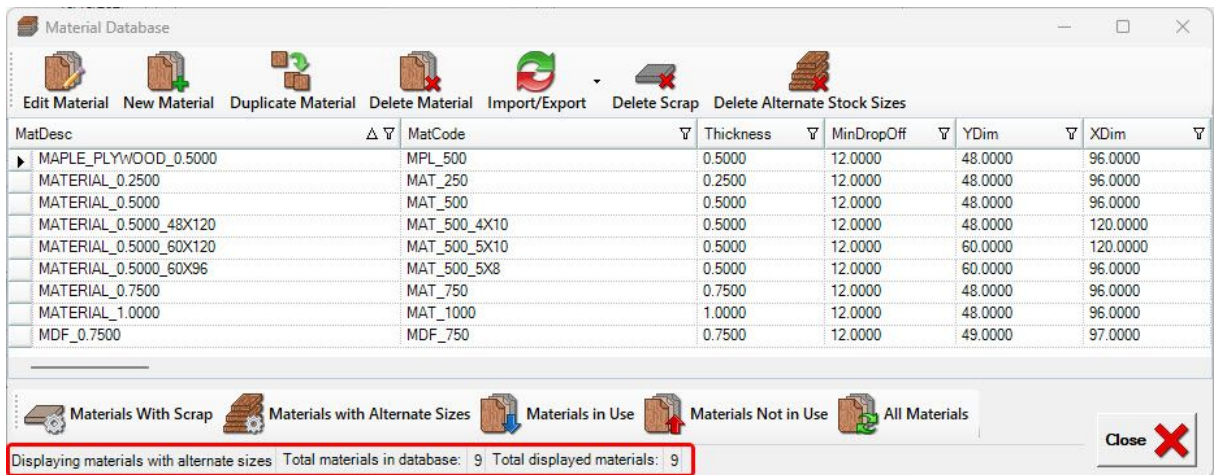 Material Database
Edit Material New Material Duplicate Material Delete Material Import/Export Delete Scrap Delete Alternate Stock Sizes
MatDesc MatCode Thickness MinDropOff YDim XDim
MAPLE_PLYWOOD_0.5000 MPL_500 0.5000 12.0000 48.0000 96.0000
MATERIAL_0.2500 MAT_250 0.2500 12.0000 48.0000 96.0000
MATERIAL_0.5000 MAT_500 0.5000 12.0000 48.0000 96.0000
MATERIAL_0.5000_48X120 MAT_500_4X10 0.5000 12.0000 48.0000 120.0000
MATERIAL_0.5000_60X120 MAT_500_5X10 0.5000 12.0000 60.0000 120.0000
MATERIAL_0.5000_60X96 MAT_500_5X8 0.5000 12.0000 60.0000 96.0000
MATERIAL_0.7500 MAT_750 0.7500 12.0000 48.0000 96.0000
MATERIAL_1.0000 MAT_1000 1.0000 12.0000 48.0000 96.0000
MDF_0.7500 MDF_750 0.7500 12.0000 49.0000 97.0000
Materials With Scrap Materials with Alternate Sizes Materials in Use Materials Not in Use All Materials
Close
Displaying materials with alternate sizes Total materials in database: 9 Total displayed materials: 9